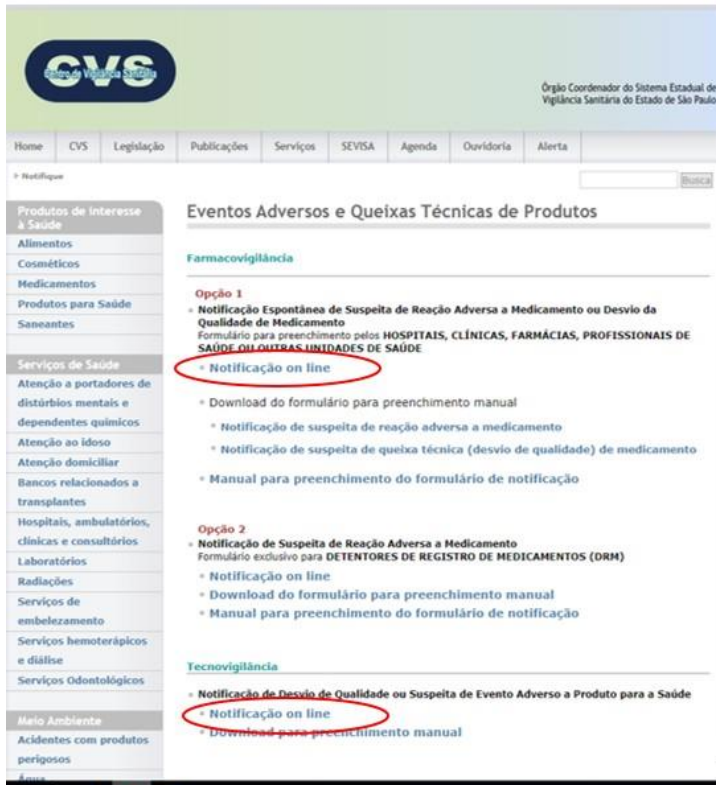 CVS
Centro de Vigilância Sanitária
Órgão Coordenador do Sistema Estadual de
Vigilância Sanitária do Estado de São Paulo
Home CVS Legislação Publicações Serviços SEVISA Agenda Ouvidoria Alerta
Notifique
Busca
Produtos de Interesse
à Saúde
Alimentos
Cosméticos
Medicamentos
Produtos para Saúde
Saneantes
Serviços de Saúde
Atenção a portadores de
distúrbios mentais e
dependentes químicos
Atenção ao idoso
Atenção domiciliar
Bancos relacionados a
transplantes
Hospitais, ambulatórios,
clínicas e consultórios
Laboratórios
Radiações
Serviços de
embelezamento
Serviços hemoterápicos
e diálise
Serviços Odontológicos
Meio Ambiente
Acidentes com produtos
perigosos
Água
Eventos Adversos e Queixas Técnicas de Produtos
Farmacovigilância
Opção 1
Notificação Espontânea de Suspeita de Reação Adversa a Medicamento ou Desvio da
Qualidade de Medicamento
Formulário para preenchimento pelos HOSPITAIS, CLÍNICAS, FARMÁCIAS, PROFISSIONAIS DE
SAÚDE OU OUTRAS UNIDADES DE SAÚDE
Notificação on line
Download do formulário para preenchimento manual
Notificação de suspeita de reação adversa a medicamento
Notificação de suspeita de queixa técnica (desvio de qualidade) de medicamento
Manual para preenchimento do formulário de notificação
Opção 2
Notificação de Suspeita de Reação Adversa a Medicamento
Formulário exclusivo para DETENTORES DE REGISTRO DE MEDICAMENTOS (DRM)
Notificação on line
Download do formulário para preenchimento manual
Manual para preenchimento do formulário de notificação
Tecnovigilância
Notificação de Desvio de Qualidade ou Suspeita de Evento Adverso a Produto para a Saúde
Notificação on line
Download para preenchimento manual